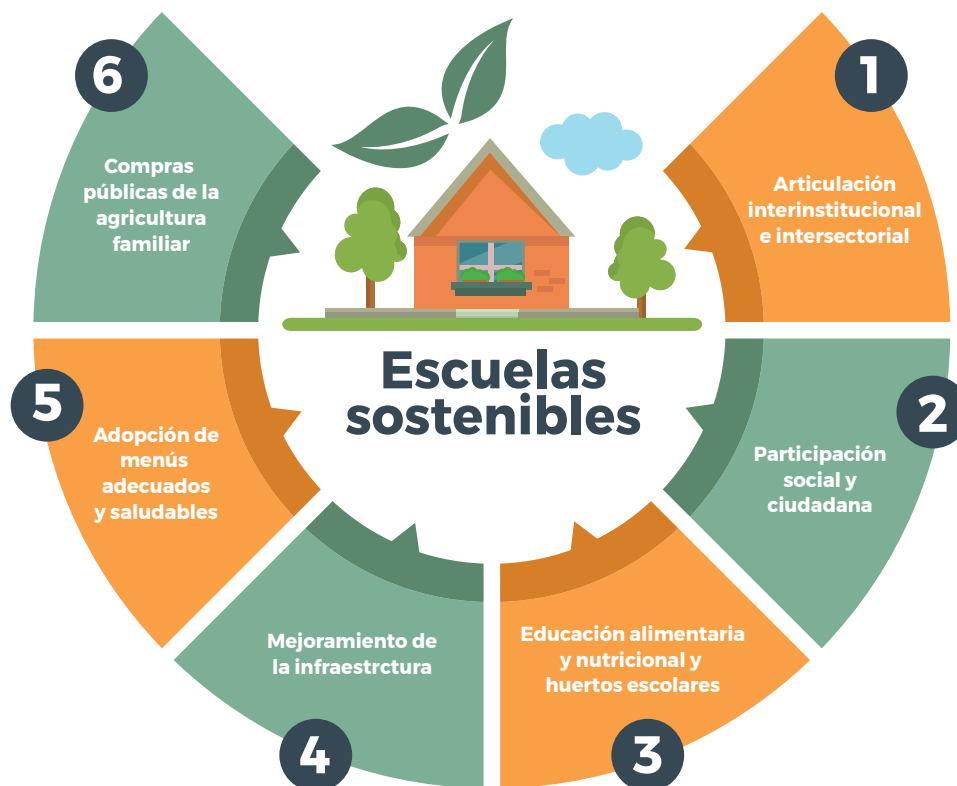 Escuelas
sostenibles
1
Articulación
interinstitucional
e intersectorial
2
Participación
social y
ciudadana
3
Educación alimentaria
y nutricional y
huertos escolares
4
Mejoramiento de
la infraestrctura
5
Adopción de
menús
adecuados
y saludables
6
Compras
públicas de la
agricultura
familiar